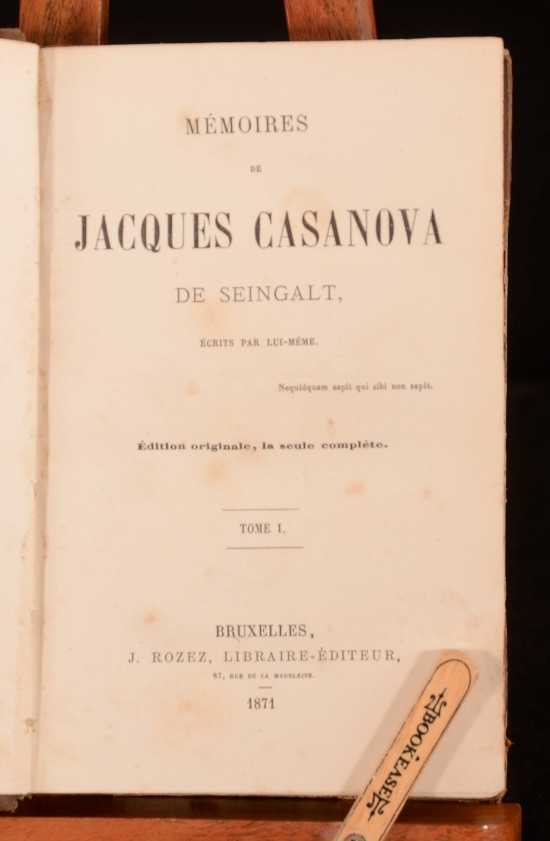 MÉMOIRES
DE
JACQUES CASANOVA
DE SEINGALT,
ÉCRITS PAR LUI-MÊME.
Nequidquam sapit qui sibi non sapit.
Édition originale, la seule complète.
TOME I.
BRUXELLES,
J. ROZEZ, LIBRAIRE-ÉDITEUR,
87, RUE DE LA MADELEINE.
1871
BOOKEASEL